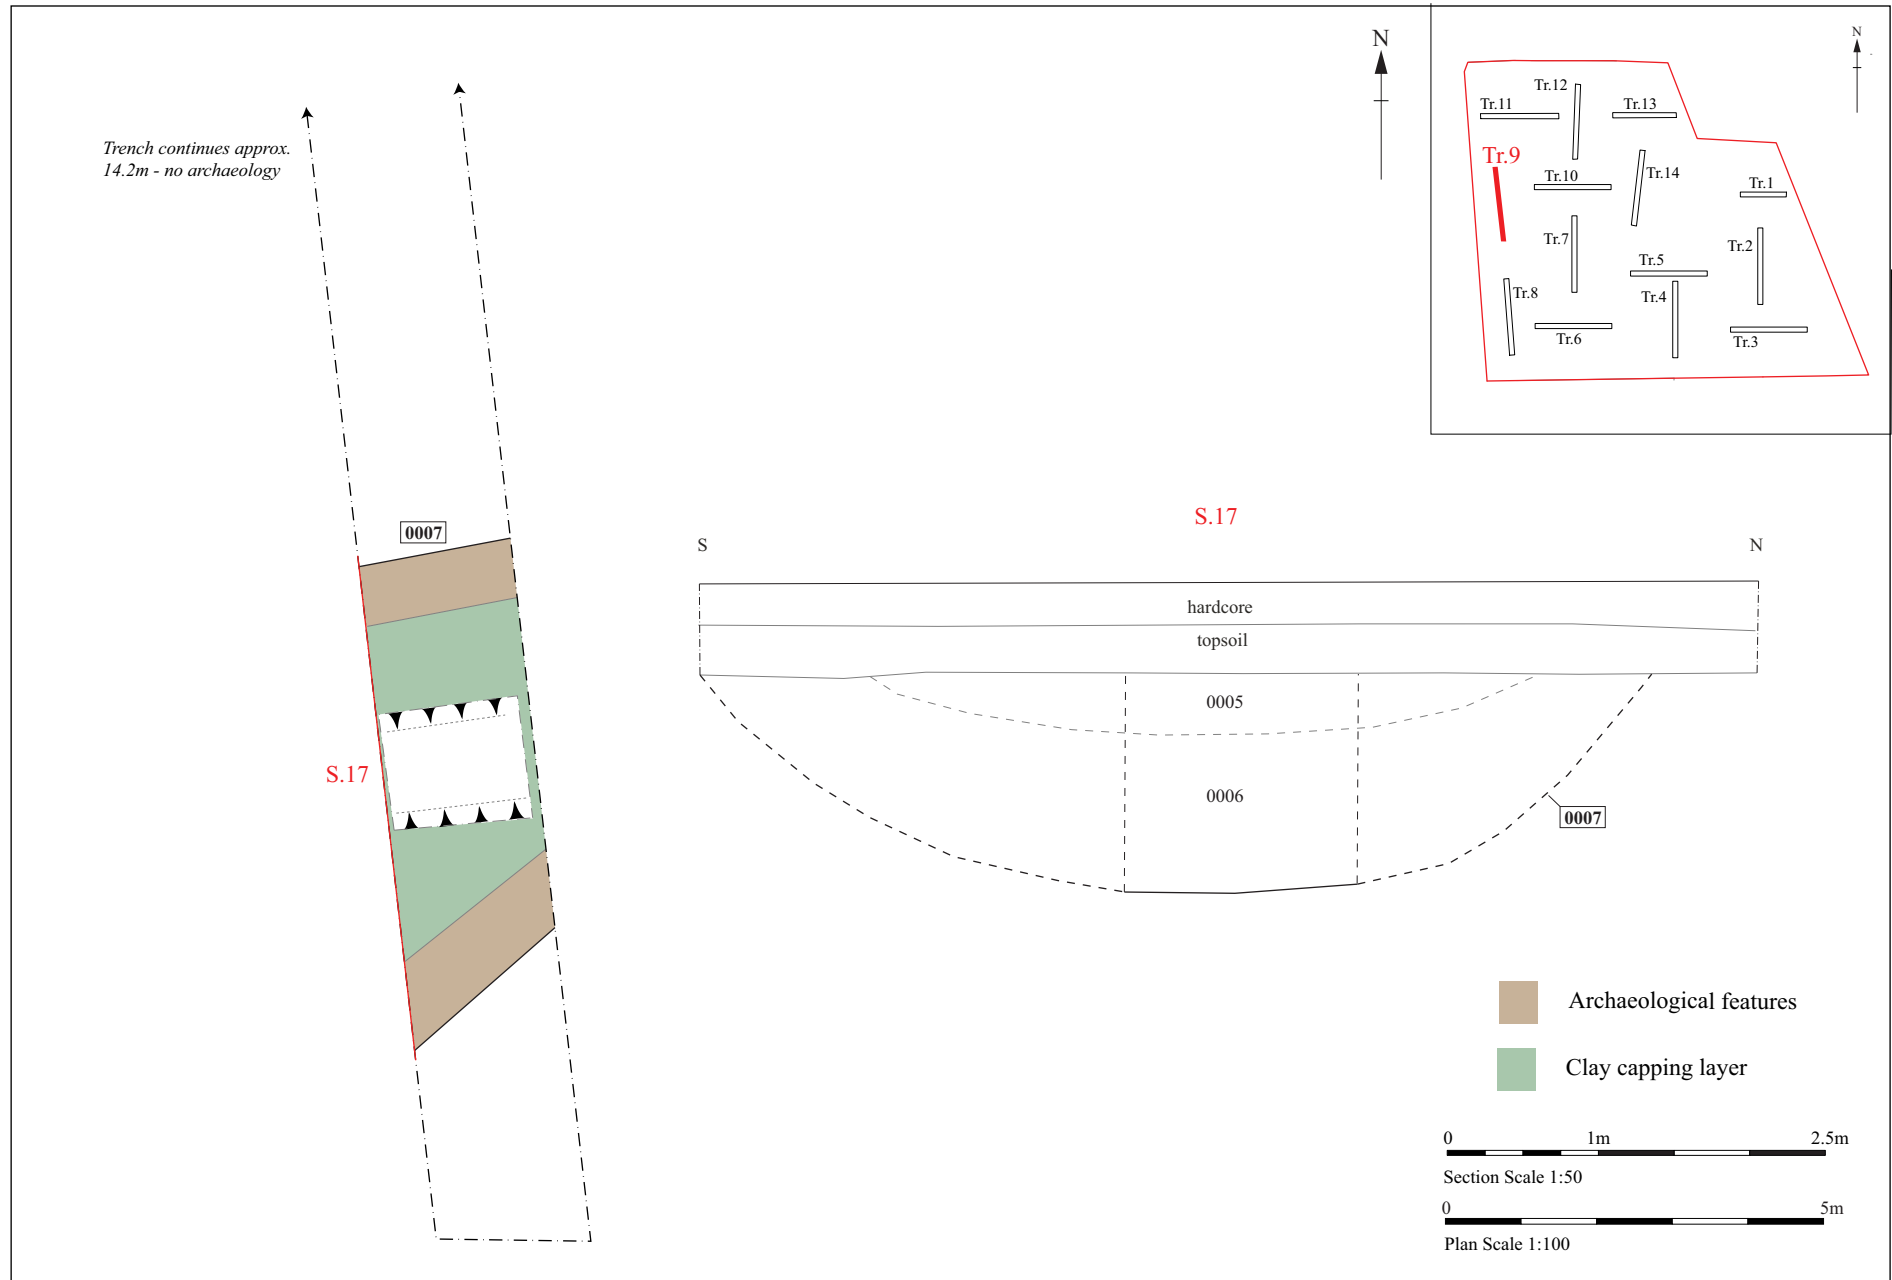 Trench continues approx.
14.2m - no archaeology
0007
S.17
N
N
Tr.12
Tr.11
Tr.13
Tr.9
Tr.10
Tr.14
Tr.1
Tr.7
Tr.2
Tr.5
Tr.8
Tr.4
Tr.6
Tr.3
S.17
S
N
hardcore
topsoil
0005
0006
0007
Archaeological features
Clay capping layer
0 1m 2.5m
Section Scale 1:50
0 5m
Plan Scale 1:100